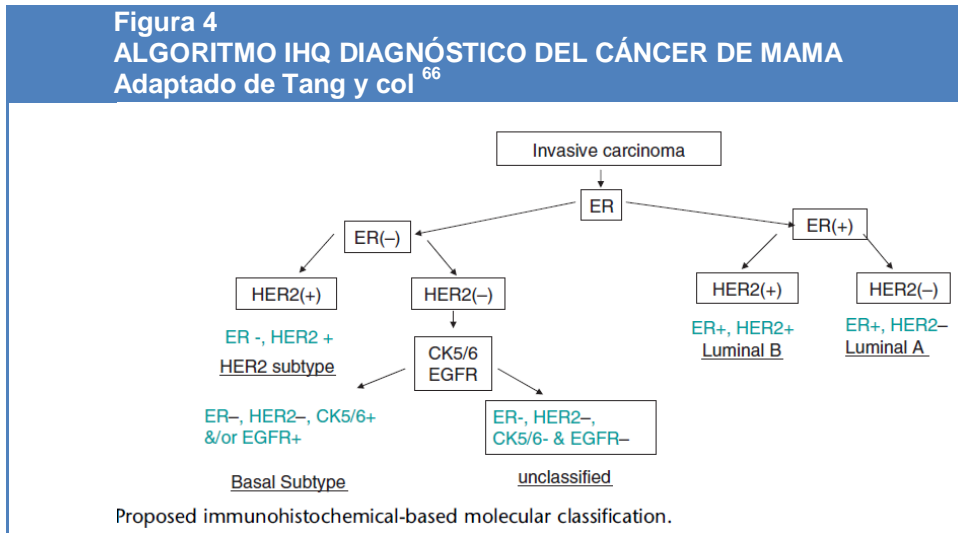 Figura 4
ALGORITMO IHQ DIAGNÓSTICO DEL CÁNCER DE MAMA
Adaptado de Tang y col 66
Invasive carcinoma
ER
ER(–)
ER(+)
HER2(+)
HER2(–)
HER2(+)
HER2(–)
ER -, HER2 +
HER2 subtype
CK5/6
EGFR
ER+, HER2+
Luminal B
ER+, HER2–
Luminal A
ER–, HER2–, CK5/6+
&/or EGFR+
Basal Subtype
ER-, HER2–,
CK5/6- & EGFR–
unclassified
Proposed immunohistochemical-based molecular classification.